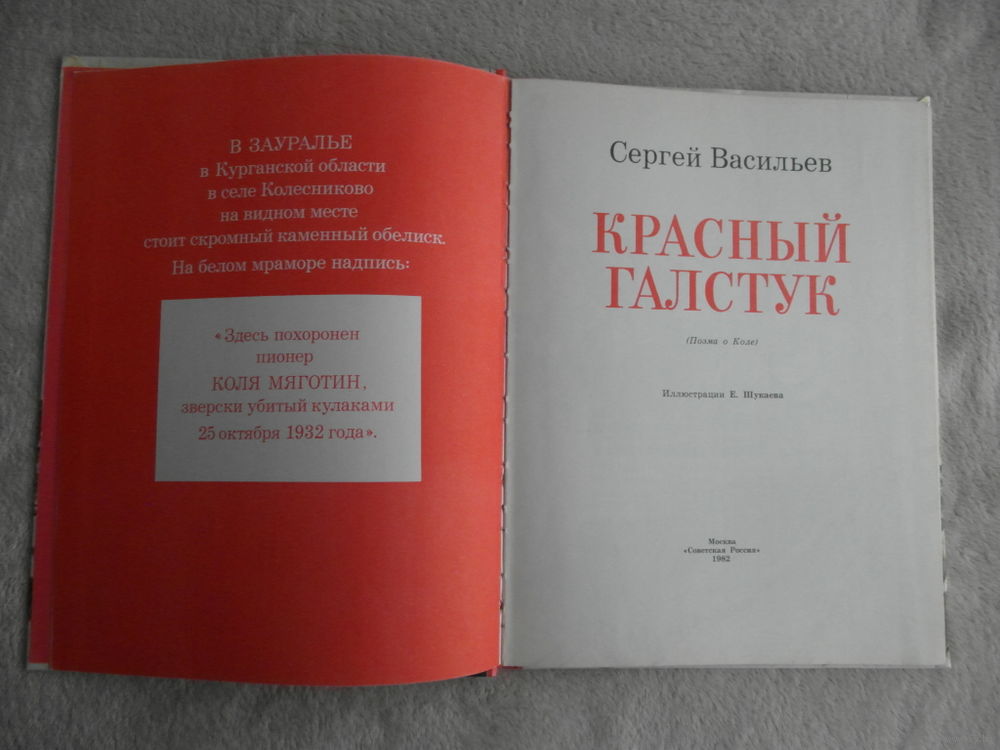 В ЗАУРАЛЬЕ
в Курганской области
в селе Колесниково
на видном месте
стоит скромный каменный обелиск.
На белом мраморе надпись:
«Здесь похоронен
пионер
КОЛЯ МЯГОТИН,
зверски убитый кулаками
25 октября 1932 года».
Сергей Васильев
КРАСНЫЙ
ГАЛСТУК
(Поэма о Коле)
Иллюстрации Е. Шукаева
Москва
«Советская Россия»
1982